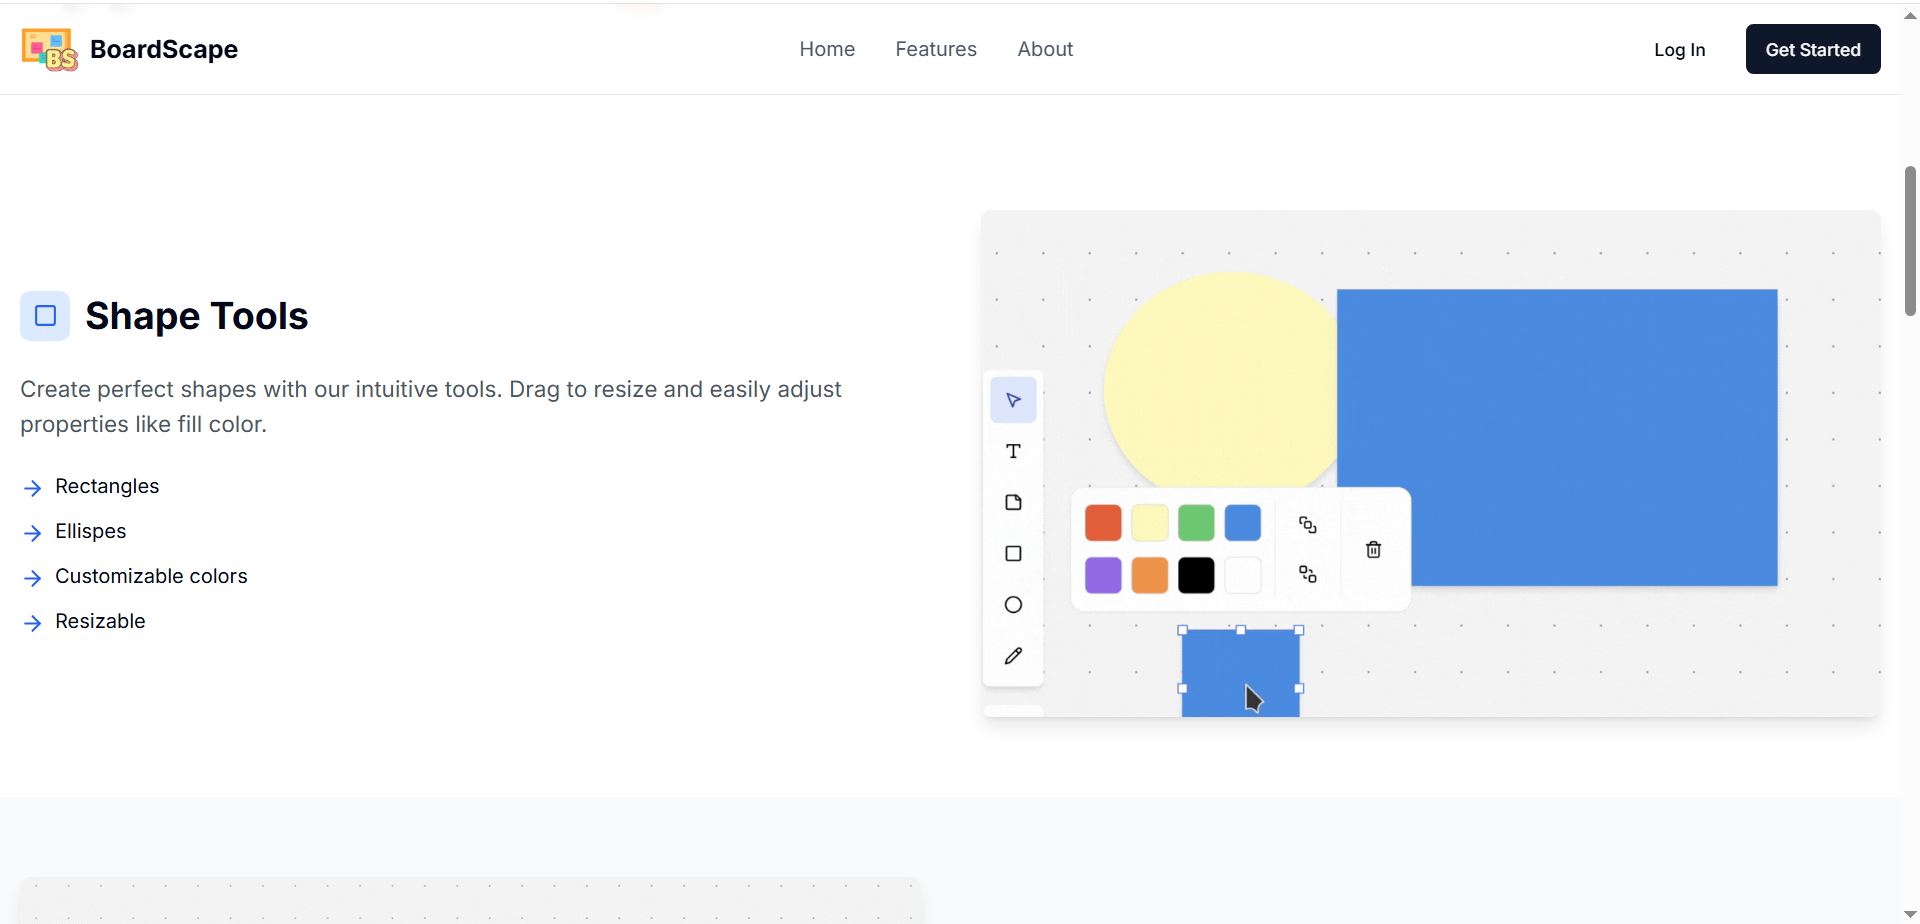 BS
BoardScape
Home
Features
About
Log In
Get Started
Shape Tools
Create perfect shapes with our intuitive tools. Drag to resize and easily adjust
properties like fill color.
Rectangles
Ellispes
Customizable colors
Resizable
T